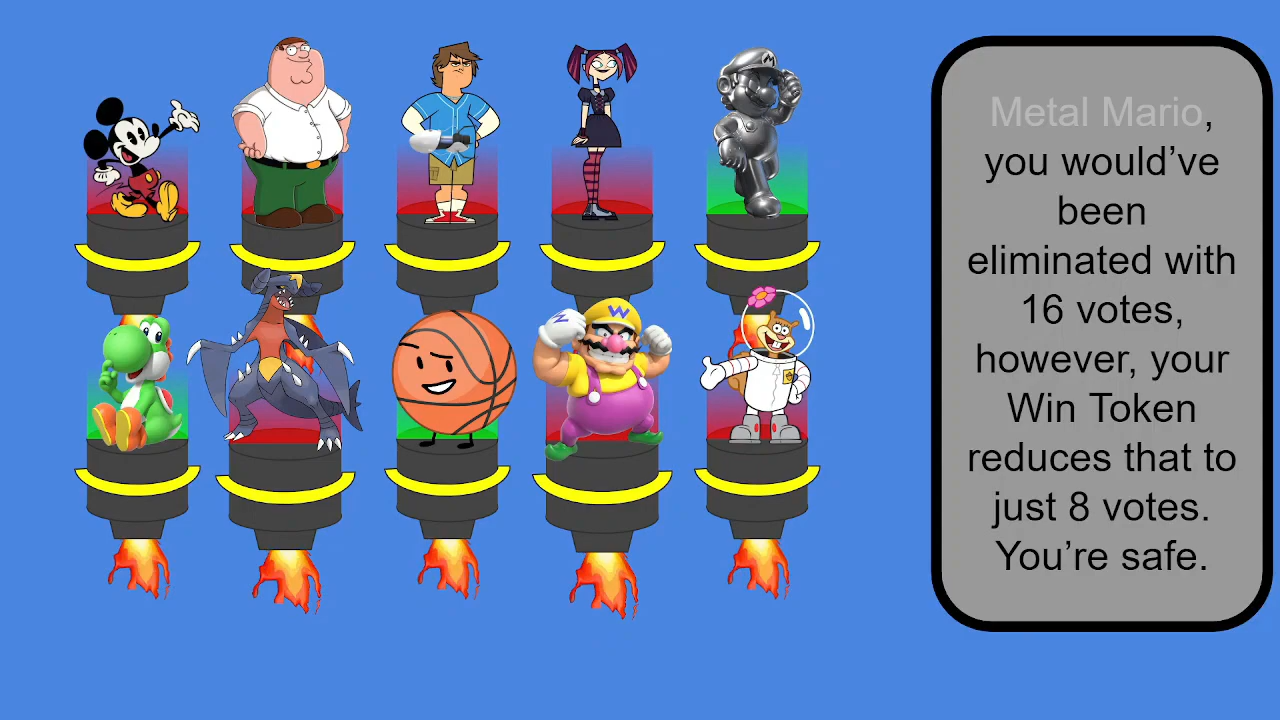 Metal Mario,
you would’ve
been
eliminated with
16 votes,
however, your
Win Token
reduces that to
just 8 votes.
You’re safe.